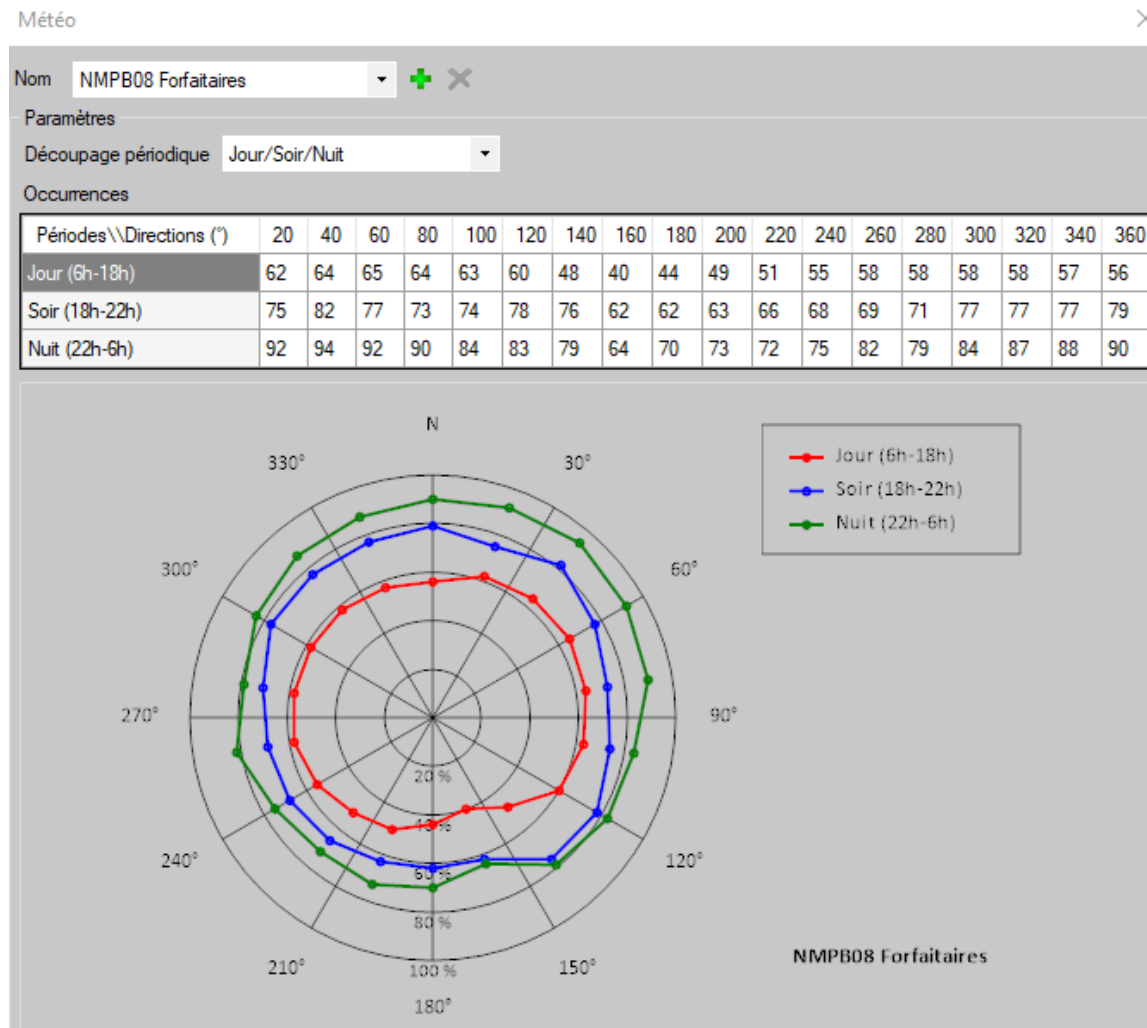 Météo
Nom NMPB08 Forfaitaires
Paramètres
Découpage périodique Jour/Soir/Nuit
Occurrences
Périodes\\Directions (°) 20 40 60 80 100 120 140 160 180 200 220 240 260 280 300 320 340 360
Jour (6h-18h) 62 64 65 64 63 60 48 40 44 49 51 55 58 58 58 58 57 56
Soir (18h-22h) 75 82 77 73 74 78 76 62 62 63 66 68 69 71 77 77 77 79
Nuit (22h-6h) 92 94 92 90 84 83 79 64 70 73 72 75 82 79 84 87 88 90
N
330° 30°
300° 60°
270° 90°
240° 120°
210° 150°
180°
20 %
40 %
60 %
80 %
100 %
Jour (6h-18h)
Soir (18h-22h)
Nuit (22h-6h)
NMPB08 Forfaitaires